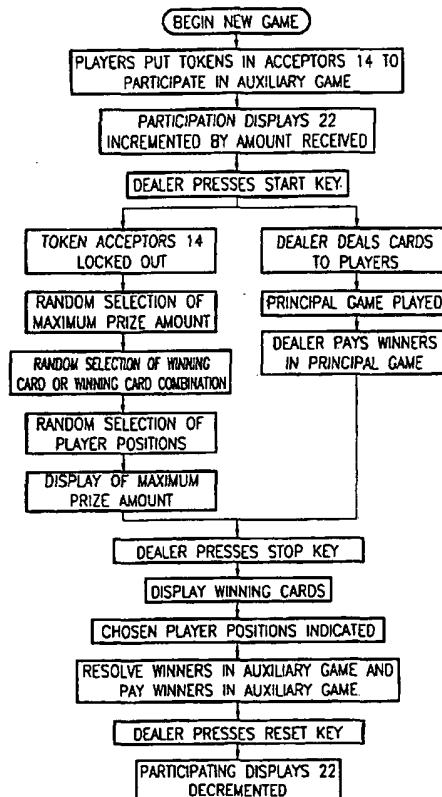 BEGIN NEW GAME
PLAYERS PUT TOKENS IN ACCEPTORS 14 TO
PARTICIPATE IN AUXILIARY GAME
PARTICIPATION DISPLAYS 22
INCREMENTED BY AMOUNT RECEIVED
DEALER PRESSES START KEY.
TOKEN ACCEPTORS 14
LOCKED OUT
RANDOM SELECTION OF
MAXIMUM PRIZE AMOUNT
RANDOM SELECTION OF WINNING
CARD OR WINNING CARD COMBINATION
RANDOM SELECTION OF
PLAYER POSITIONS
DISPLAY OF MAXIMUM
PRIZE AMOUNT
DEALER DEALS CARDS
TO PLAYERS
PRINCIPAL GAME PLAYED
DEALER PAYS WINNERS
IN PRINCIPAL GAME
DEALER PRESSES STOP KEY
DISPLAY WINNING CARDS
CHOSEN PLAYER POSITIONS INDICATED
RESOLVE WINNERS IN AUXILIARY GAME AND
PAY WINNERS IN AUXILIARY GAME.
DEALER PRESSES RESET KEY
PARTICIPATING DISPLAYS 22
DECREMENTED